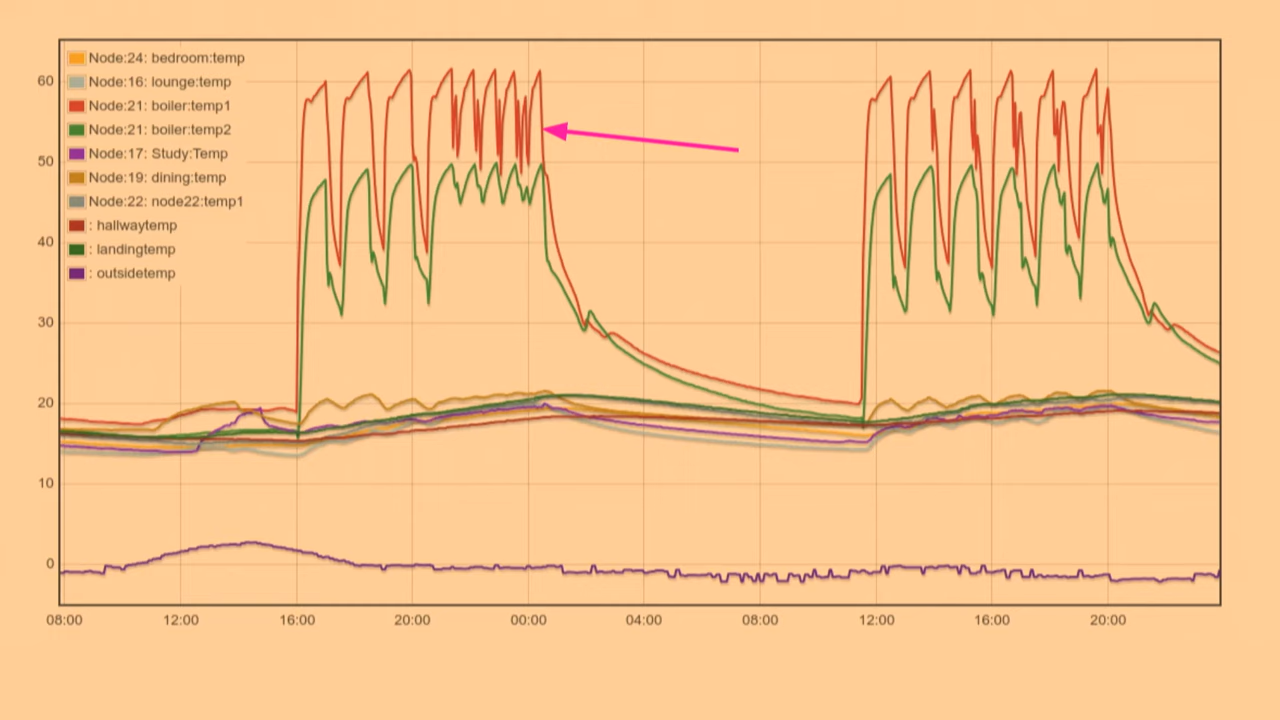 Node:24: bedroom:temp
Node:16: lounge:temp
Node:21: boiler:temp1
Node:21: boiler:temp2
Node:17: Study:Temp
Node:19: dining:temp
Node:22: node22:temp1
: hallwaytemp
: landingtemp
: outsidetemp
60
50
40
30
20
10
0
08:00 12:00 16:00 20:00 00:00 04:00 08:00 12:00 16:00 20:00